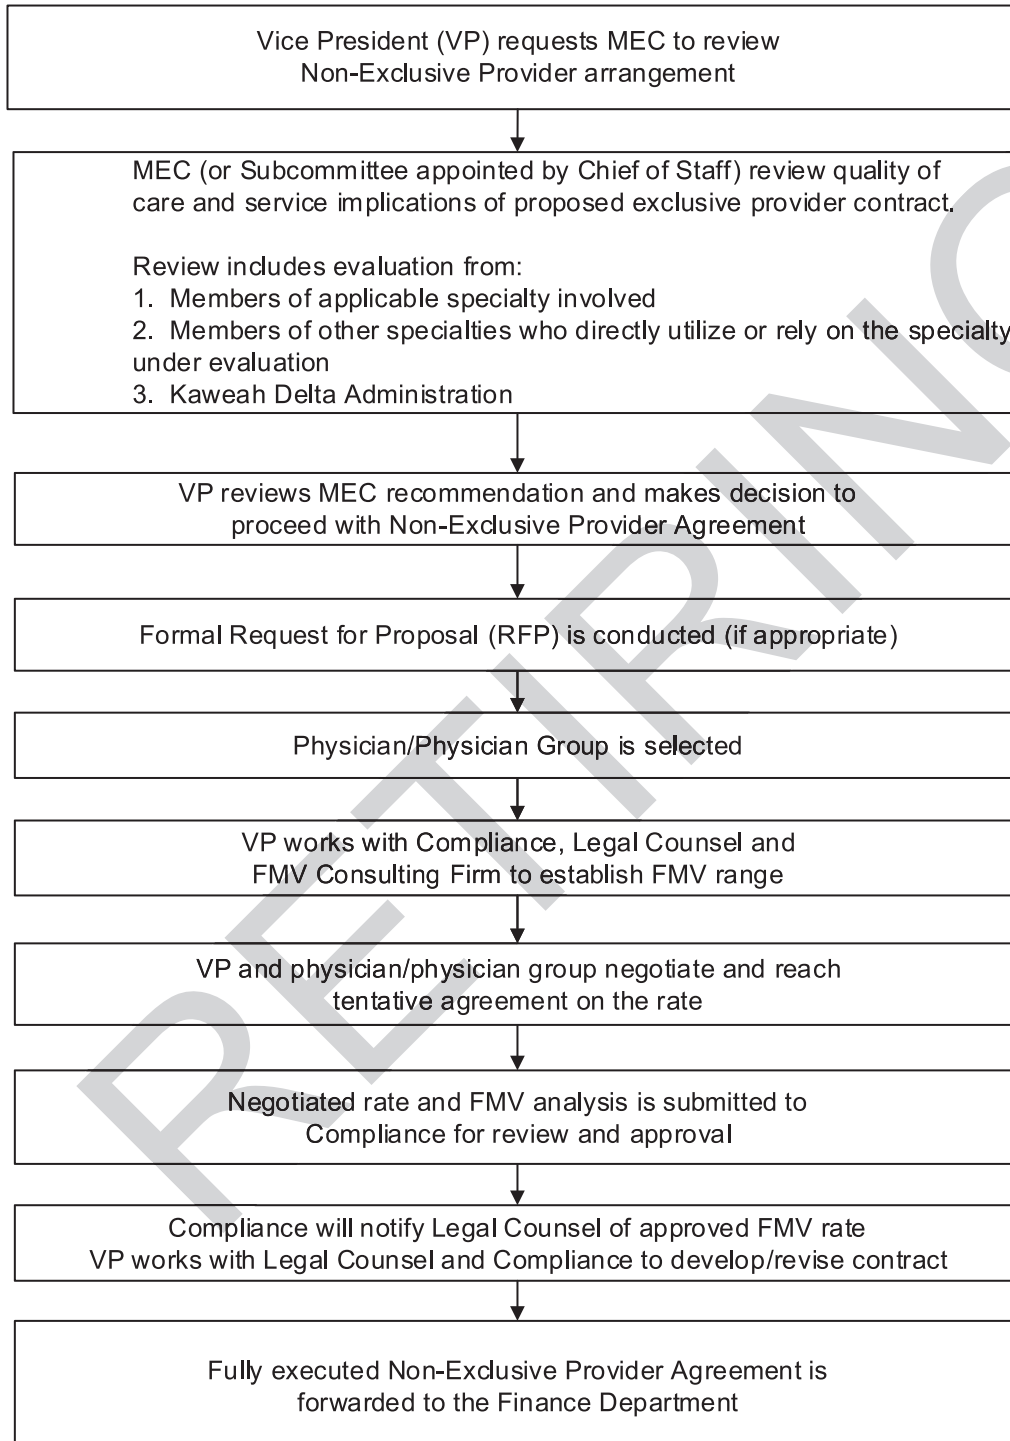 Vice President (VP) requests MEC to review
Non-Exclusive Provider arrangement
MEC (or Subcommittee appointed by Chief of Staff) review quality of
care and service implications of proposed exclusive provider contract.
Review includes evaluation from:
1. Members of applicable specialty involved
2. Members of other specialties who directly utilize or rely on the specialty
under evaluation
3. Kaweah Delta Administration
VP reviews MEC recommendation and makes decision to
proceed with Non-Exclusive Provider Agreement
Formal Request for Proposal (RFP) is conducted (if appropriate)
Physician/Physician Group is selected
VP works with Compliance, Legal Counsel and
FMV Consulting Firm to establish FMV range
VP and physician/physician group negotiate and reach
tentative agreement on the rate
Negotiated rate and FMV analysis is submitted to
Compliance for review and approval
Compliance will notify Legal Counsel of approved FMV rate
VP works with Legal Counsel and Compliance to develop/revise contract
Fully executed Non-Exclusive Provider Agreement is
forwarded to the Finance Department
RETIRING